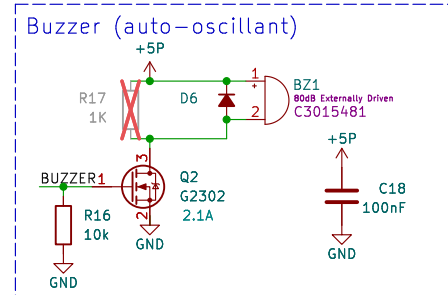 Buzzer (auto-oscillant)
+5P
R17
1K
D6
1
+
2
BZ1
80dB Externally Driven
C3015481
+5P
BUZZER
1
3
2
Q2
G2302
2.1A
R16
10k
GND
GND
C18
100nF
GND